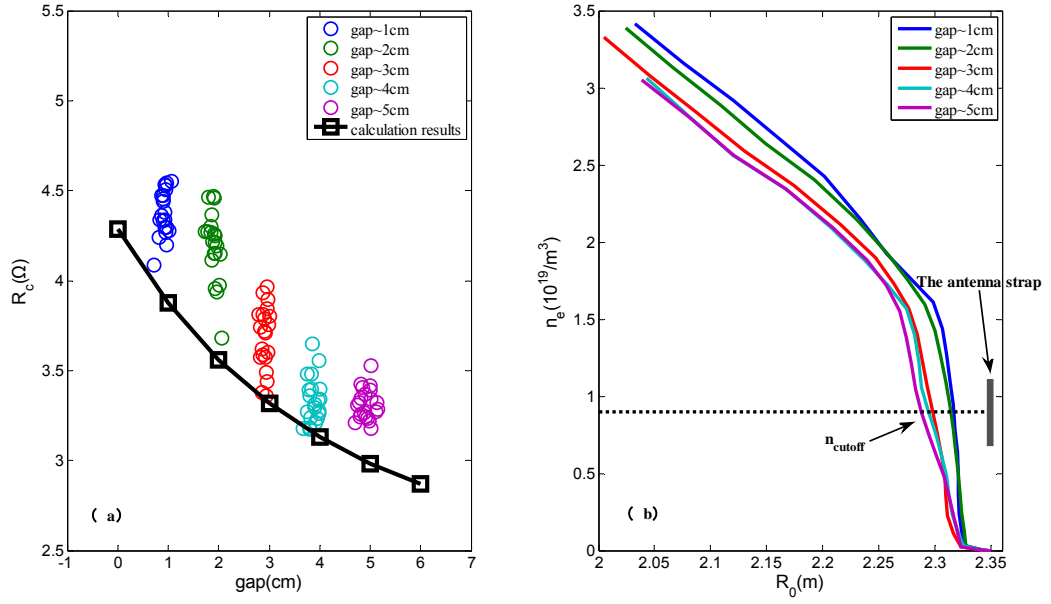 5.5
5
4.5
4
3.5
3
2.5
-1
0
1
2
3
4
5
6
7
R_c(Ω)
gap(cm)
gap~1cm
gap~2cm
gap~3cm
gap~4cm
gap~5cm
calculation results
( a)
3.5
3
2.5
2
1.5
1
0.5
0
2
2.05
2.1
2.15
2.2
2.25
2.3
2.35
n_e(10^19/m^3)
R_0(m)
gap~1cm
gap~2cm
gap~3cm
gap~4cm
gap~5cm
The antenna strap
n_cutoff
( b)